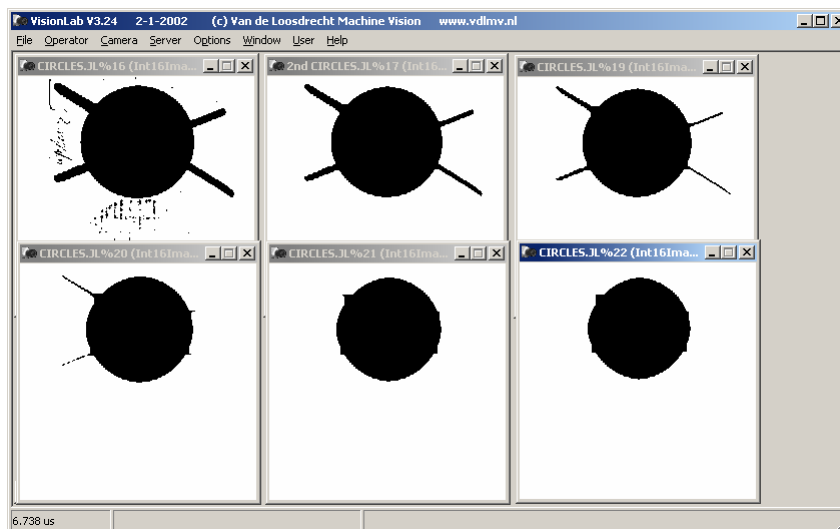 VisionLab V3.24 2-1-2002 (c) Van de Loosdrecht Machine Vision www.vdlmv.nl
File Operator Camera Server Options Window User Help
CIRCLES.JL%16 (Int16Ima...
2nd CIRCLES.JL%17 (Int16...
CIRCLES.JL%19 (Int16Ima...
CIRCLES.JL%20 (Int16Ima...
CIRCLES.JL%21 (Int16Ima...
CIRCLES.JL%22 (Int16Ima...
6.738 us